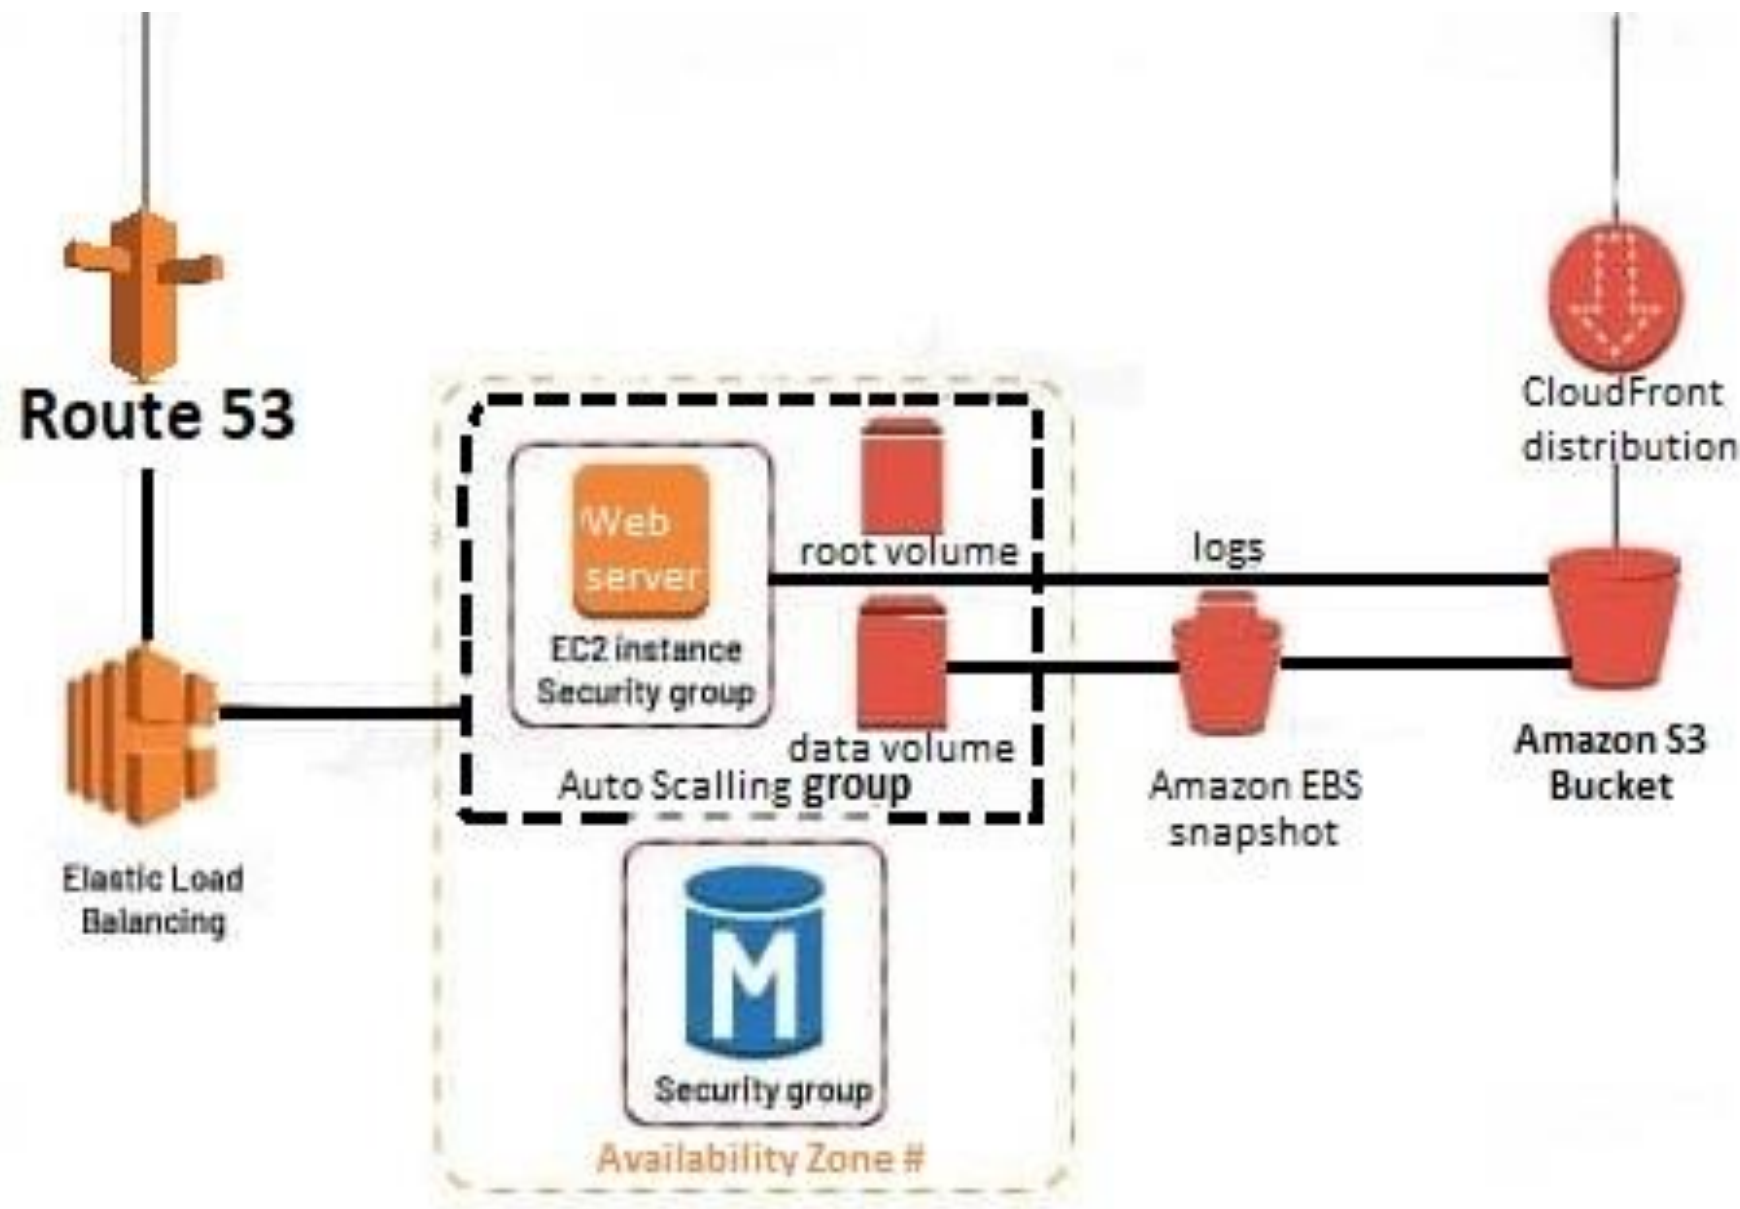 Route 53
CloudFront
distribution
Web
server
root volume
logs
EC2 instance
Security group
data volume
Auto Scalling group
Amazon EBS
snapshot
Amazon S3
Bucket
Elastic Load
Balancing
M
Security group
Availability Zone #